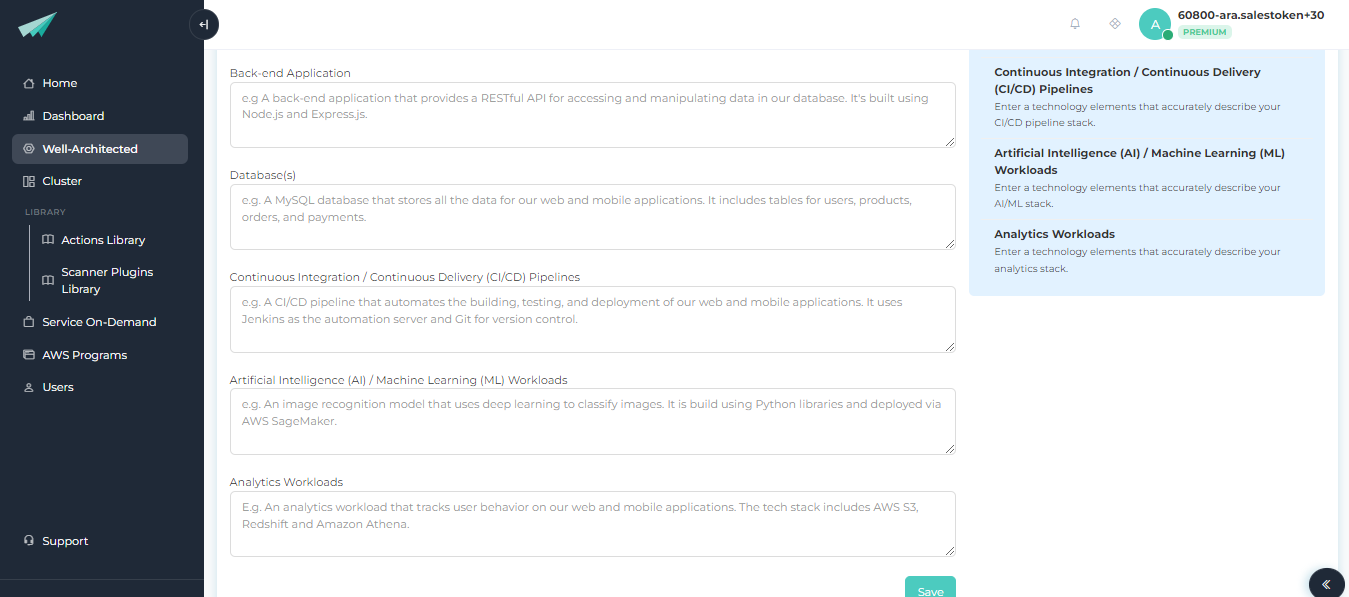 60800-ara.salestoken+30
A
PREMIUM
Home
Dashboard
Well-Architected
Cluster
LIBRARY
Actions Library
Scanner Plugins
Library
Service On-Demand
AWS Programs
Users
Support
Back-end Application
e.g A back-end application that provides a RESTful API for accessing and manipulating data in our database. It's built using
Node.js and Express.js.
Database(s)
e.g. A MySQL database that stores all the data for our web and mobile applications. It includes tables for users, products,
orders, and payments.
Continuous Integration / Continuous Delivery (CI/CD) Pipelines
e.g. A CI/CD pipeline that automates the building, testing, and deployment of our web and mobile applications. It uses
Jenkins as the automation server and Git for version control.
Artificial Intelligence (AI) / Machine Learning (ML) Workloads
e.g. An image recognition model that uses deep learning to classify images. It is build using Python libraries and deployed via
AWS SageMaker.
Analytics Workloads
E.g. An analytics workload that tracks user behavior on our web and mobile applications. The tech stack includes AWS S3,
Redshift and Amazon Athena.
Save
Continuous Integration / Continuous Delivery
(CI/CD) Pipelines
Enter a technology elements that accurately describe your
CI/CD pipeline stack.
Artificial Intelligence (AI) / Machine Learning (ML)
Workloads
Enter a technology elements that accurately describe your
AI/ML stack.
Analytics Workloads
Enter a technology elements that accurately describe your
analytics stack.